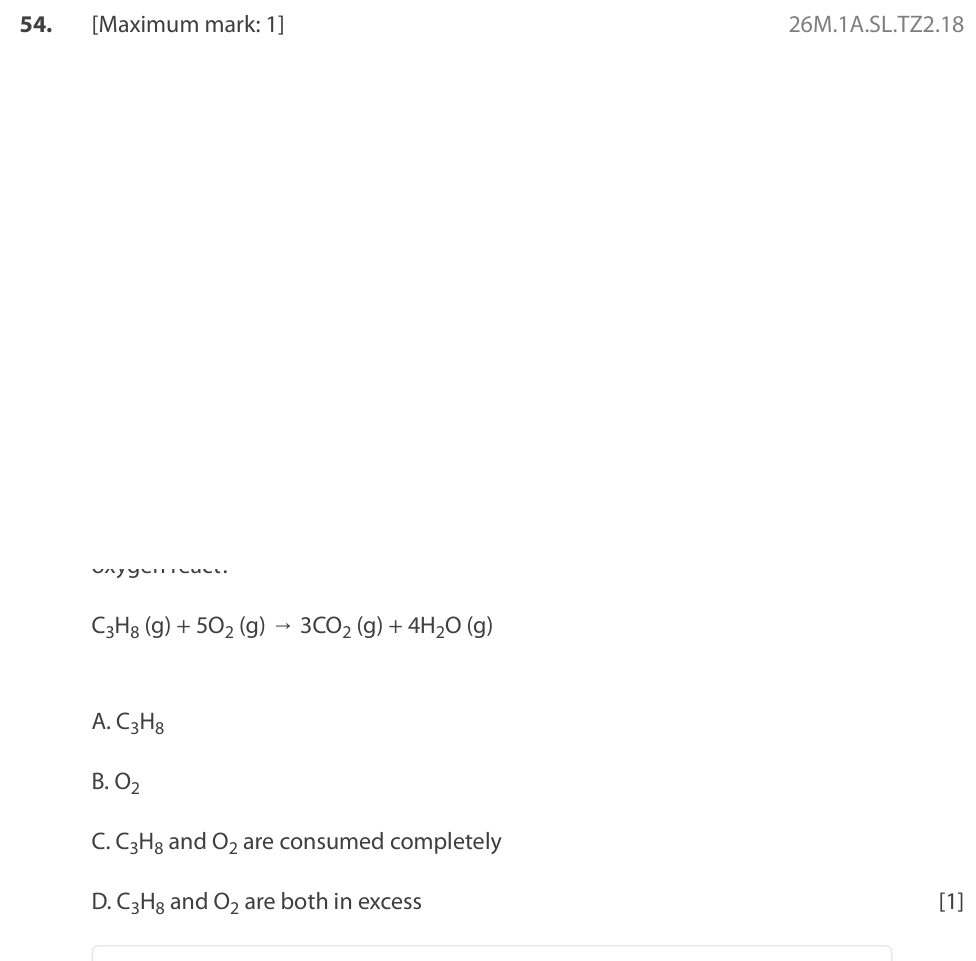 54. [Maximum mark: 1] 26M.1A.SL.TZ2.18
C₃H₈ (g) + 5O₂ (g) → 3CO₂ (g) + 4H₂O (g)
A. C₃H₈
B. O₂
C. C₃H₈ and O₂ are consumed completely
D. C₃H₈ and O₂ are both in excess [1]